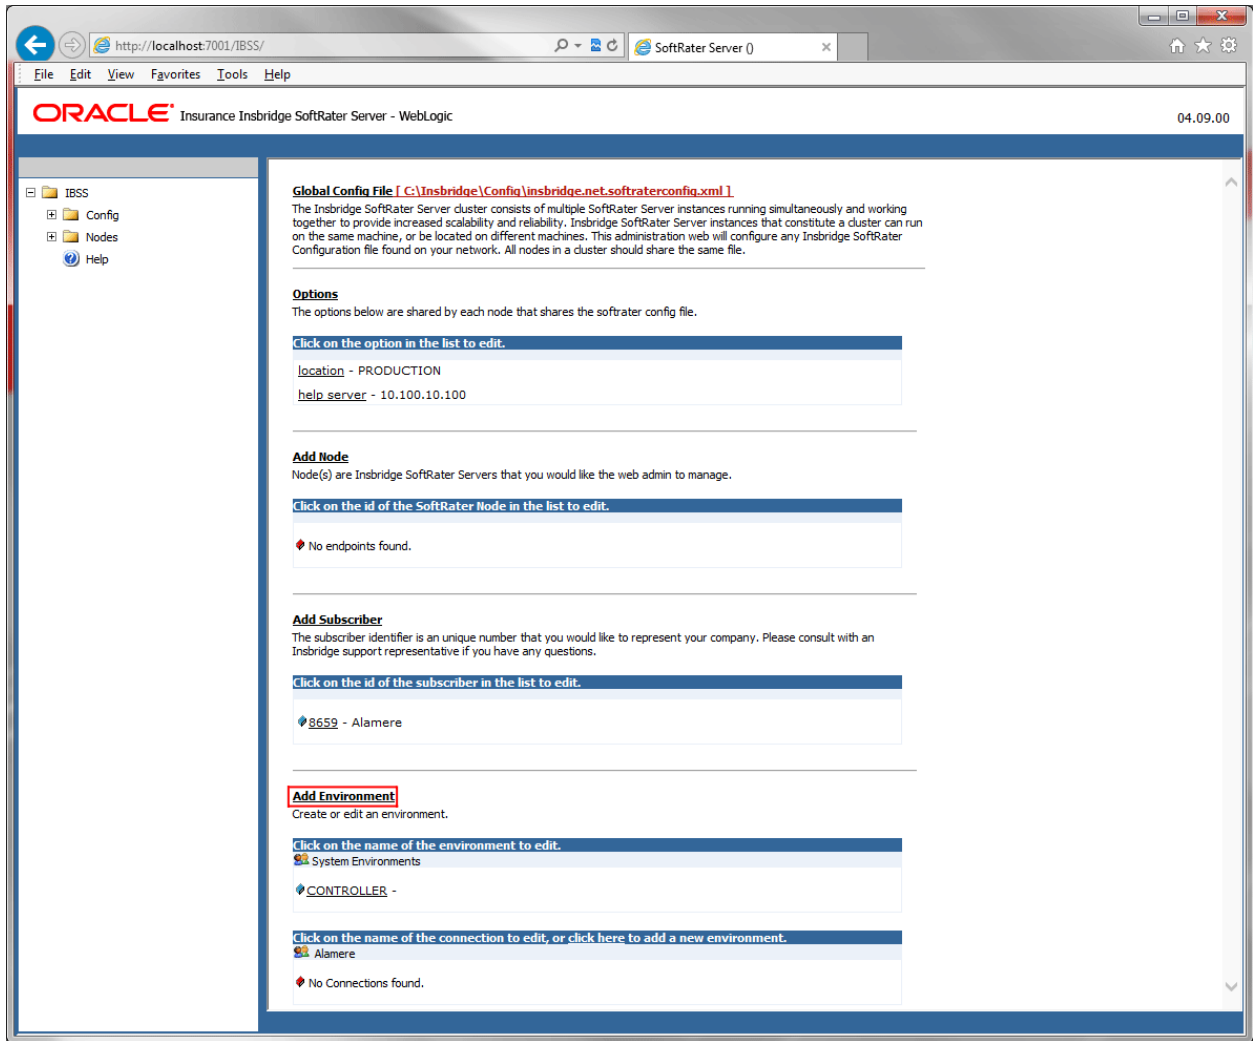 http://localhost:7001/IBSS/
SoftRater Server ()
File Edit View Favorites Tools Help
ORACLE Insurance Insbridge SoftRater Server - WebLogic
04.09.00
IBSS
Config
Nodes
Help
Global Config File [ C:\Insbridge\Config\insbridge.net.softraterconfig.xml ]
The Insbridge SoftRater Server cluster consists of multiple SoftRater Server instances running simultaneously and working
together to provide increased scalability and reliability. Insbridge SoftRater Server instances that constitute a cluster can run
on the same machine, or be located on different machines. This administration web will configure any Insbridge SoftRater
Configuration file found on your network. All nodes in a cluster should share the same file.
Options
The options below are shared by each node that shares the softrater config file.
Click on the option in the list to edit.
location - PRODUCTION
help server - 10.100.10.100
Add Node
Node(s) are Insbridge SoftRater Servers that you would like the web admin to manage.
Click on the id of the SoftRater Node in the list to edit.
No endpoints found.
Add Subscriber
The subscriber identifier is an unique number that you would like to represent your company. Please consult with an
Insbridge support representative if you have any questions.
Click on the id of the subscriber in the list to edit.
8659 - Alamere
Add Environment
Create or edit an environment.
Click on the name of the environment to edit.
System Environments
CONTROLLER -
Click on the name of the connection to edit, or click here to add a new environment.
Alamere
No Connections found.